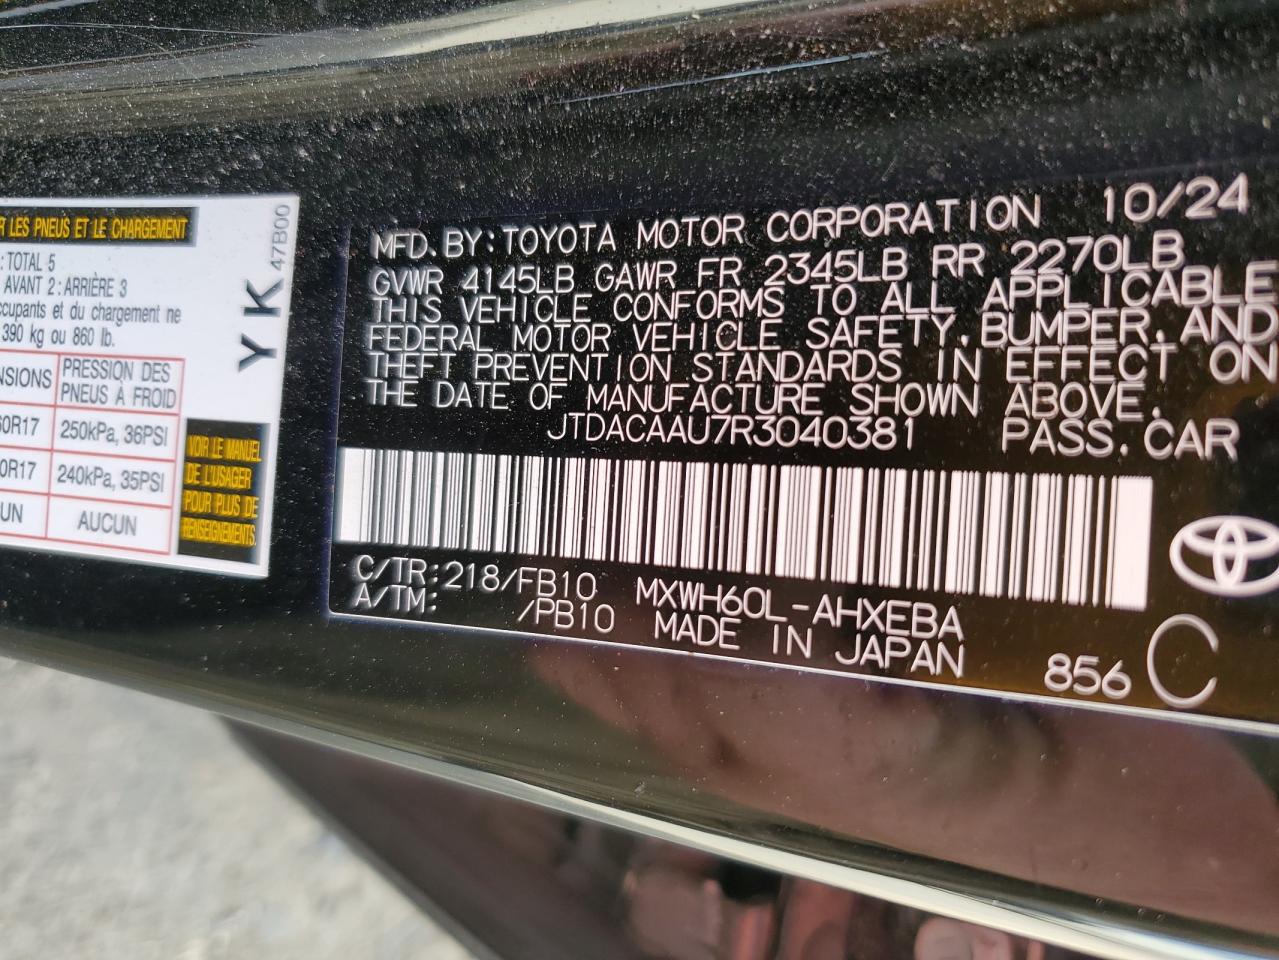 R LES PNEUS ET LE CHARGEMENT
: TOTAL 5
AVANT 2 : ARRIÈRE 3
ccupants et du chargement ne
390 kg ou 860 lb.
NSIONS PRESSION DES PNEUS À FROID
60R17 250kPa, 36PSI
0R17 240kPa, 35PSI
UN AUCUN
VOIR LE MANUEL
DE L'USAGER
POUR PLUS DE
RENSEIGNEMENTS.
YK 47B00
MFD. BY: TOYOTA MOTOR CORPORATION 10/24
GVWR 4145LB GAWR FR 2345LB RR 2270LB
THIS VEHICLE CONFORMS TO ALL APPLICABLE
FEDERAL MOTOR VEHICLE SAFETY, BUMPER, AND
THEFT PREVENTION STANDARDS IN EFFECT ON
THE DATE OF MANUFACTURE SHOWN ABOVE.
JTDACAAU7R3040381 PASS. CAR
C/TR: 218/FB10 MXWH60L-AHXEBA
A/TM: /PB10 MADE IN JAPAN
856 C